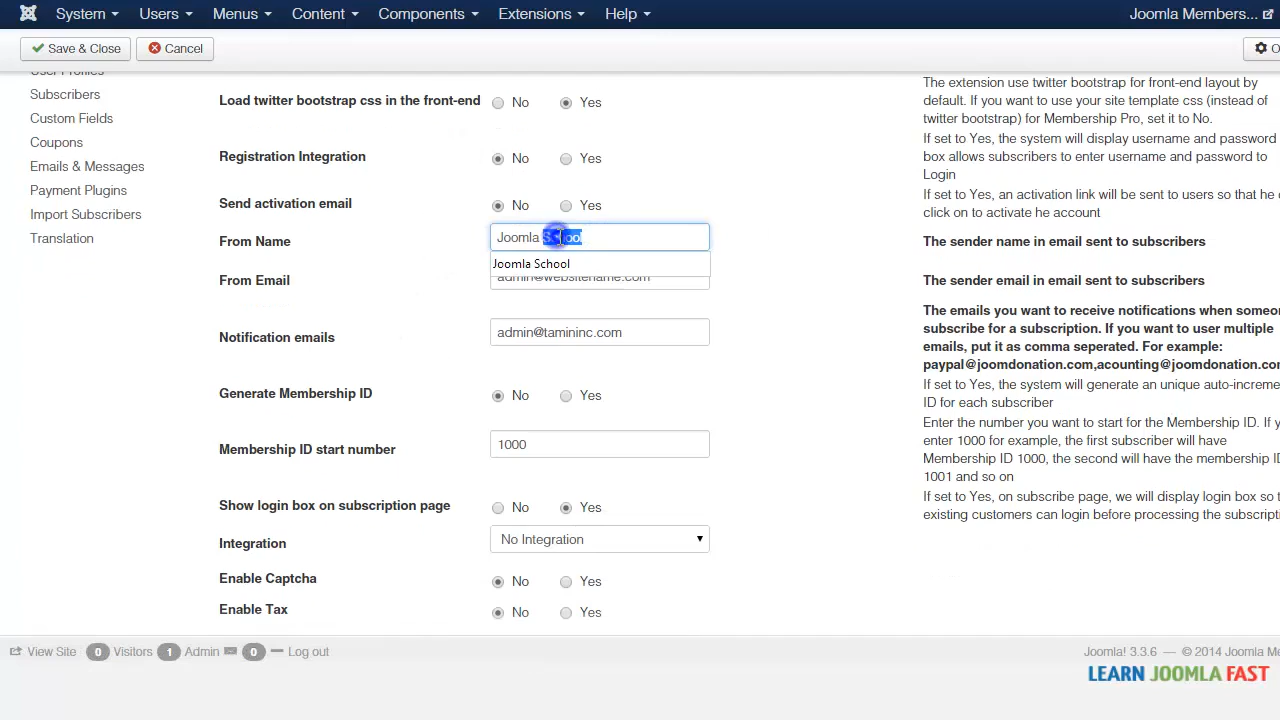 System Users Menus Content Components Extensions Help Joomla Members...
Save & Close Cancel
User Profiles
Subscribers
Custom Fields
Coupons
Emails & Messages
Payment Plugins
Import Subscribers
Translation
Load twitter bootstrap css in the front-end No Yes
The extension use twitter bootstrap for front-end layout by
default. If you want to use your site template css (instead of
twitter bootstrap) for Membership Pro, set it to No.
Registration Integration No Yes
If set to Yes, the system will display username and password
box allows subscribers to enter username and password to
Login
Send activation email No Yes
If set to Yes, an activation link will be sent to users so that he
click on to activate he account
From Name Joomla School
Joomla School
The sender name in email sent to subscribers
From Email admin@websitename.com
The sender email in email sent to subscribers
Notification emails admin@tamininc.com
The emails you want to receive notifications when
subscribe for a subscription. If you want to user multiple
emails, put it as comma seperated. For example:
paypal@joomdonation.com,acounting@joomdonation.co
Generate Membership ID No Yes
If set to Yes, the system will generate an unique
ID for each subscriber
Membership ID start number 1000
Enter the number you want to start for the Membership ID. If
enter 1000 for example, the first subscriber will have
Membership ID 1000, the second will have the membership
1001 and so on
Show login box on subscription page No Yes
If set to Yes, on subscribe page, we will display login box so
existing customers can login before processing the
Integration No Integration
Enable Captcha No Yes
Enable Tax No Yes
View Site 0 Visitors 1 Admin 0 Log out
Joomla! 3.3.6 — © 2014 Joomla
LEARN JOOMLA FAST